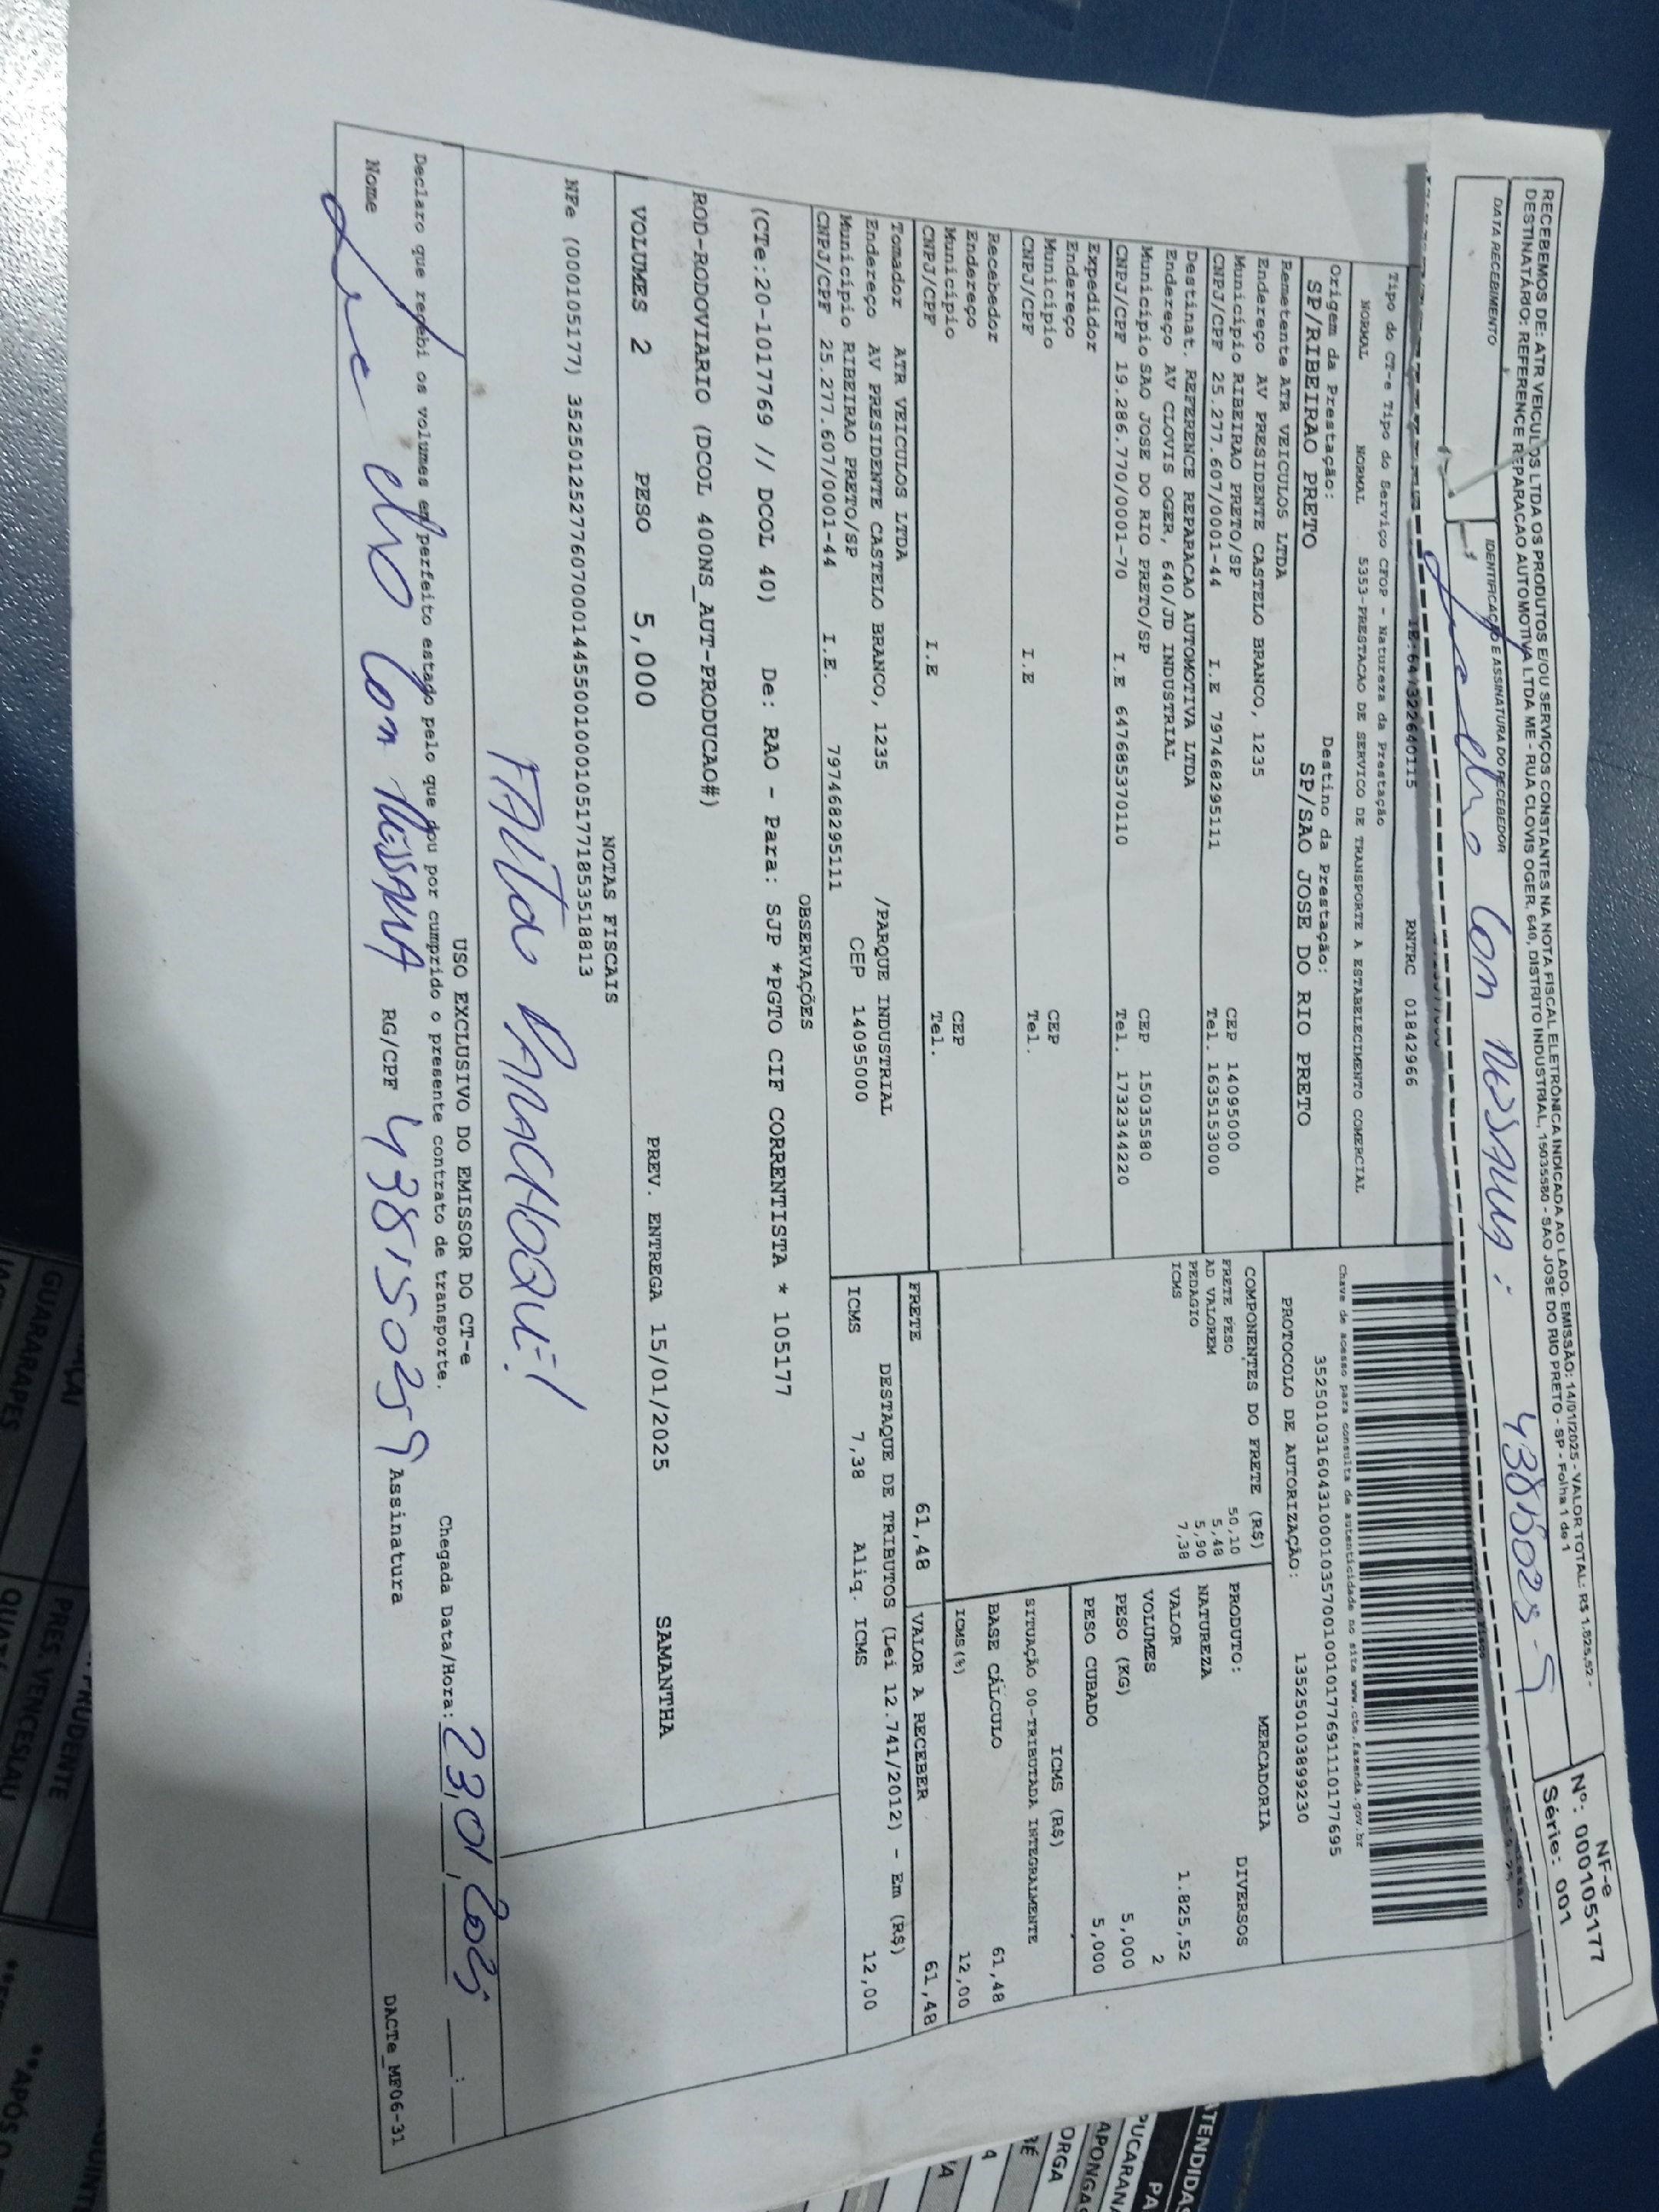 RECEBEMOS DE: ATR VEICULOS LTDA OS PRODUTOS E/OU SERVIÇOS CONSTANTES NA NOTA FISCAL ELETRÔNICA INDICADA AO LADO. EMISSÃO: 14/01/2025 - VALOR TOTAL: R$ 1.825,52 -
DESTINATÁRIO: REFERENCE REPARACAO AUTOMOTIVA LTDA ME - RUA CLOVIS OGER, 640, DISTRITO INDUSTRIAL, 15035580 - SAO JOSE DO RIO PRETO - SP - Folha 1 de 1
NF-e
Nº: 000105177
Série: 001
DATA RECEBIMENTO
IDENTIFICAÇÃO E ASSINATURA DO RECEBEDOR
RNTRC 01842966
Tipo do CT-e Tipo do Serviço CFOP - Natureza da Prestação
NORMAL NORMAL 5353-PRESTACAO DE SERVICO DE TRANSPORTE A ESTABELECIMENTO COMERCIAL
Chave de acesso para consulta de autenticidade no site www.cte.fazenda.gov.br
Origem da Prestação: Destino da Prestação:
SP/RIBEIRAO PRETO SP/SAO JOSE DO RIO PRETO
PROTOCOLO DE AUTORIZAÇÃO: 135250103899230
Remetente ATR VEICULOS LTDA
Endereço AV PRESIDENTE CASTELO BRANCO, 1235
Município RIBEIRAO PRETO/SP CEP 14095000
CNPJ/CPF 25.277.607/0001-44 I.E 797468295111 Tel. 1635153000
Destinat. REFERENCE REPARACAO AUTOMOTIVA LTDA
Endereço AV CLOVIS OGER, 640/JD INDUSTRIAL
Município SAO JOSE DO RIO PRETO/SP CEP 15035580
CNPJ/CPF 19.286.770/0001-70 I.E 647685370110 Tel. 1732344220
Expedidor
Endereço
Município CEP
CNPJ/CPF I.E Tel.
Recebedor
Endereço
Município CEP
CNPJ/CPF I.E Tel.
Tomador ATR VEICULOS LTDA
Endereço AV PRESIDENTE CASTELO BRANCO, 1235 /PARQUE INDUSTRIAL
Município RIBEIRAO PRETO/SP CEP 14095000
CNPJ/CPF 25.277.607/0001-44 I.E. 797468295111
COMPONENTES DO FRETE (R$)
FRETE PESO 50,10
AD VALOREM 5,48
PEDAGIO 5,90
ICMS 7,38
MERCADORIA
PRODUTO: DIVERSOS
NATUREZA
VALOR 1.825,52
VOLUMES 2
PESO (KG) 5,000
PESO CUBADO 5,000
ICMS (R$)
SITUAÇÃO 00-TRIBUTADA INTEGRALMENTE
BASE CÁLCULO 61,48
ICMS(%) 12,00
FRETE 61,48 VALOR A RECEBER 61,48
DESTAQUE DE TRIBUTOS (Lei 12.741/2012) - Em (R$)
ICMS 7,38 Aliq. ICMS 12,00
OBSERVAÇÕES
(CTe:20-1017769 // DCOL 40) De: RAO - Para: SJP *PGTO CIF CORRENTISTA * 105177
ROD-RODOVIARIO (DCOL 400NS_AUT-PRODUCAO#)
VOLUMES 2 PESO 5,000 PREV. ENTREGA 15/01/2025 SAMANTHA
NOTAS FISCAIS
NFe (000105177) 35250125277607000144550010001051771853518813
FALTA PARACHOQUE!
USO EXCLUSIVO DO EMISSOR DO CT-e
Declaro que recebi os volumes em perfeito estado pelo que dou por cumprido o presente contrato de transporte.
Chegada Data/Hora: 23,01,2025 :
Nome RG/CPF Assinatura
DACTe_MF06-31
TENDIDA
PUCARANA
APONGAS
ORGA
GUARARAPES
PRUDENTE
PRES. VENCESLAU